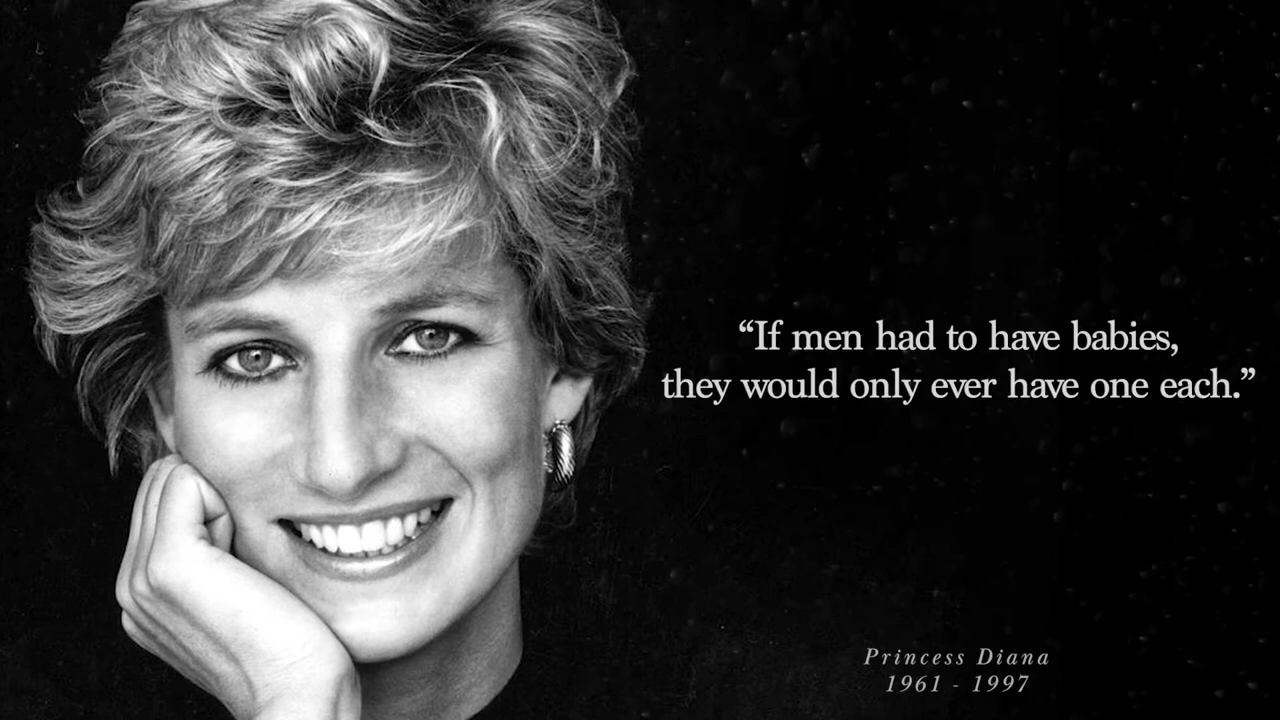 “If men had to have babies,
they would only ever have one each.”
Princess Diana
1961 - 1997